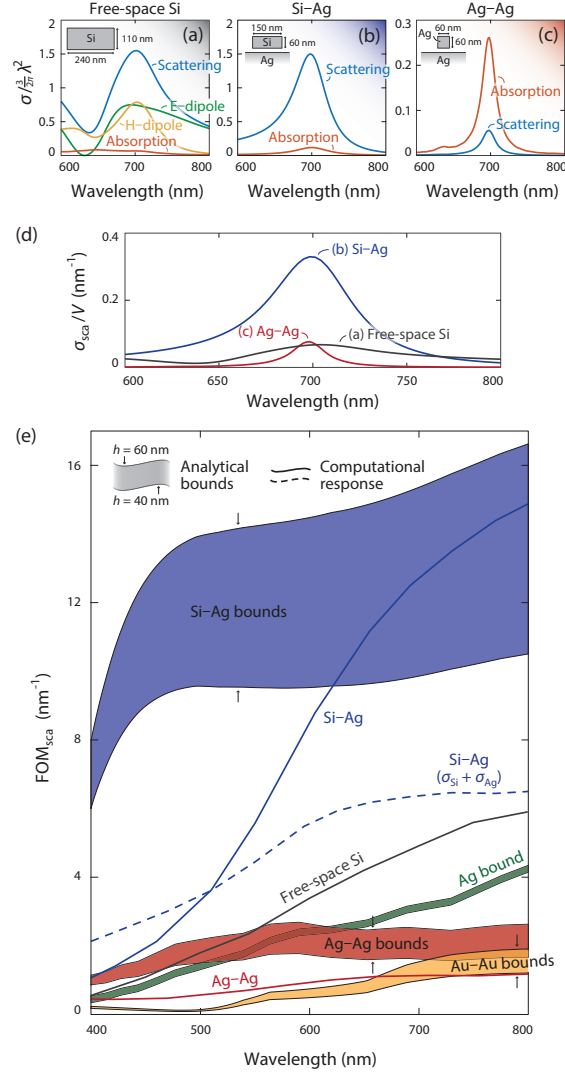 Free-space Si
Si–Ag
Ag–Ag
(a)
Si
110 nm
240 nm
Scattering
E-dipole
H-dipole
Absorption
σ/3/2π λ²
2
1.5
1
0.5
0
600
700
800
Wavelength (nm)
(b)
150 nm
Si
60 nm
Ag
Scattering
Absorption
2
1.5
1
0.5
0
600
700
800
Wavelength (nm)
(c)
60 nm
Ag
60 nm
Ag
Absorption
Scattering
0.3
0.2
0.1
0
600
700
800
Wavelength (nm)
(d)
σsca/V (nm⁻¹)
0.4
0.2
0
(b) Si–Ag
(c) Ag–Ag
(a) Free-space Si
600
650
700
750
800
Wavelength (nm)
(e)
h = 60 nm
h = 40 nm
Analytical
bounds
Computational
response
FOMsca (nm⁻¹)
16
12
8
4
0
Si–Ag bounds
Si–Ag
Si–Ag
(σSi + σAg)
Free-space Si
Ag bound
Ag–Ag bounds
Au–Au bounds
Ag–Ag
400
500
600
700
800
Wavelength (nm)